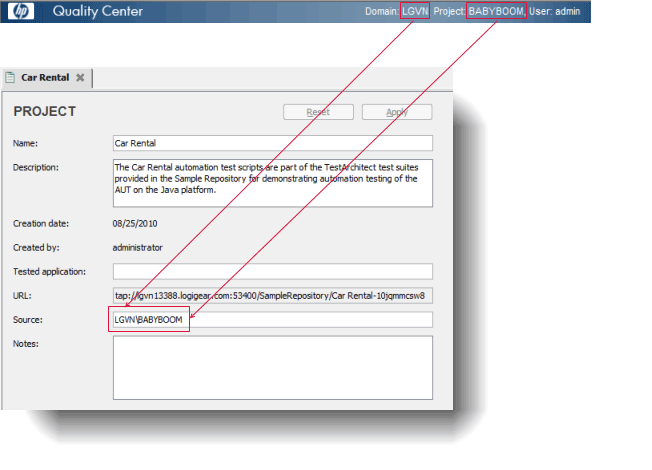 hp Quality Center Domain: LGVN Project: BABYBOOM, User: admin
Car Rental
PROJECT Reset Apply
Name: Car Rental
Description: The Car Rental automation test scripts are part of the TestArchitect test suites
provided in the Sample Repository for demonstrating automation testing of the
AUT on the Java platform.
Creation date: 08/25/2010
Created by: administrator
Tested application:
URL: tap://lgvn13388.logigear.com:53400/SampleRepository/Car Rental-10jqmmcsw8
Source: LGVN\BABYBOOM
Notes: